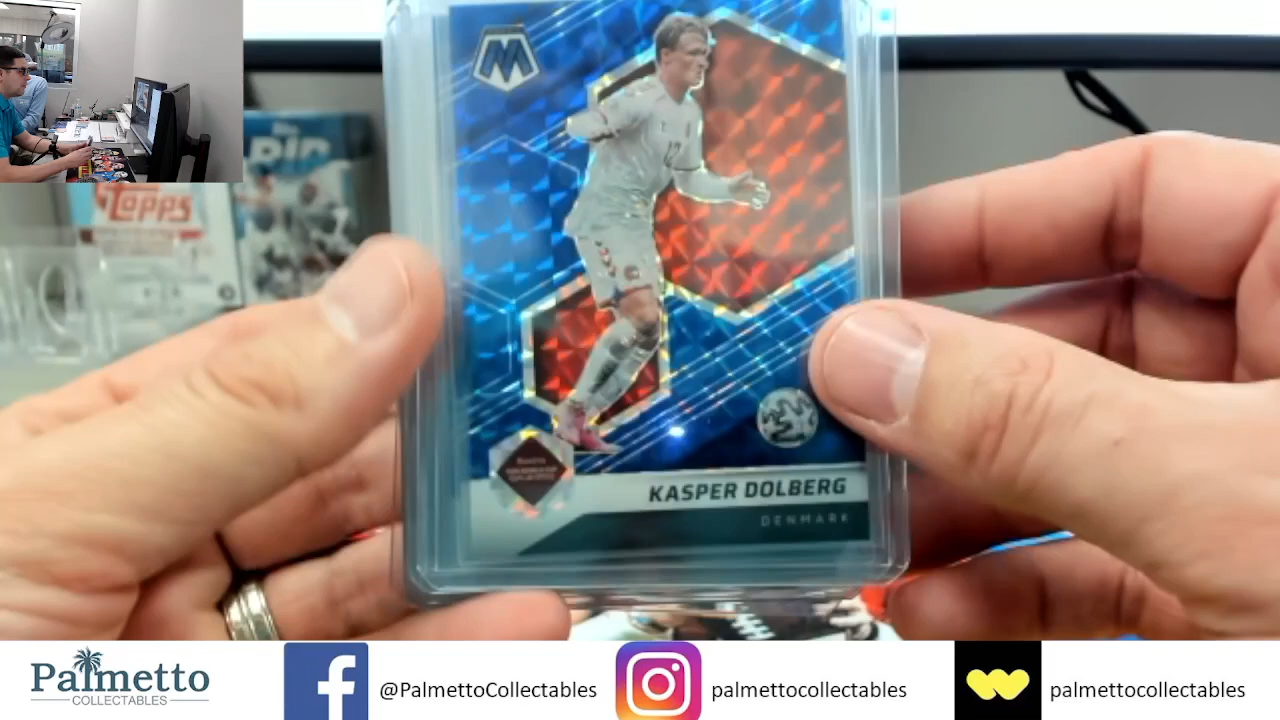 Topps
KASPER DOLBERG
DENMARK
Palmetto
COLLECTABLES
@PalmettoCollectables
palmettocollectables
palmettocollectables